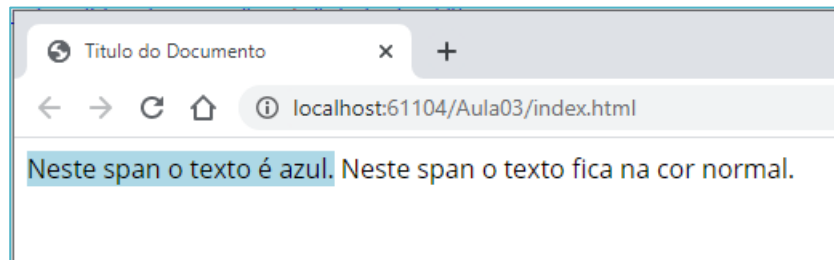 Titulo do Documento
localhost:61104/Aula03/index.html
Neste span o texto é azul. Neste span o texto fica na cor normal.